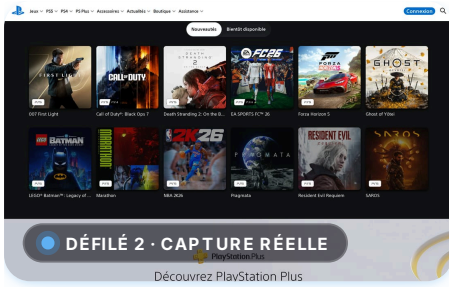 Jeux PS5 PS4 PS Plus Accessoires Actualités Boutique Assistance
Connexion
Nouveautés Bientôt disponible
FIRST LIGHT
CALL OF DUTY
DEATH STRANDING 2
FC26
FORZA HORIZON 5
GHOST
007 First Light
Call of Duty®: Black Ops 7
Death Stranding 2: On the B...
EA SPORTS FC™ 26
Forza Horizon 5
Ghost of Yōtei
LEGO BATMAN
MARATHON
NBA 2K26
PRAGMATA
RESIDENT EVIL
SAROS
LEGO® Batman™: Legacy of ...
Marathon
NBA 2K26
Pragmata
Resident Evil Requiem
SAROS
DÉFILÉ 2 · CAPTURE RÉELLE
PlayStation Plus
Découvrez PlayStation Plus